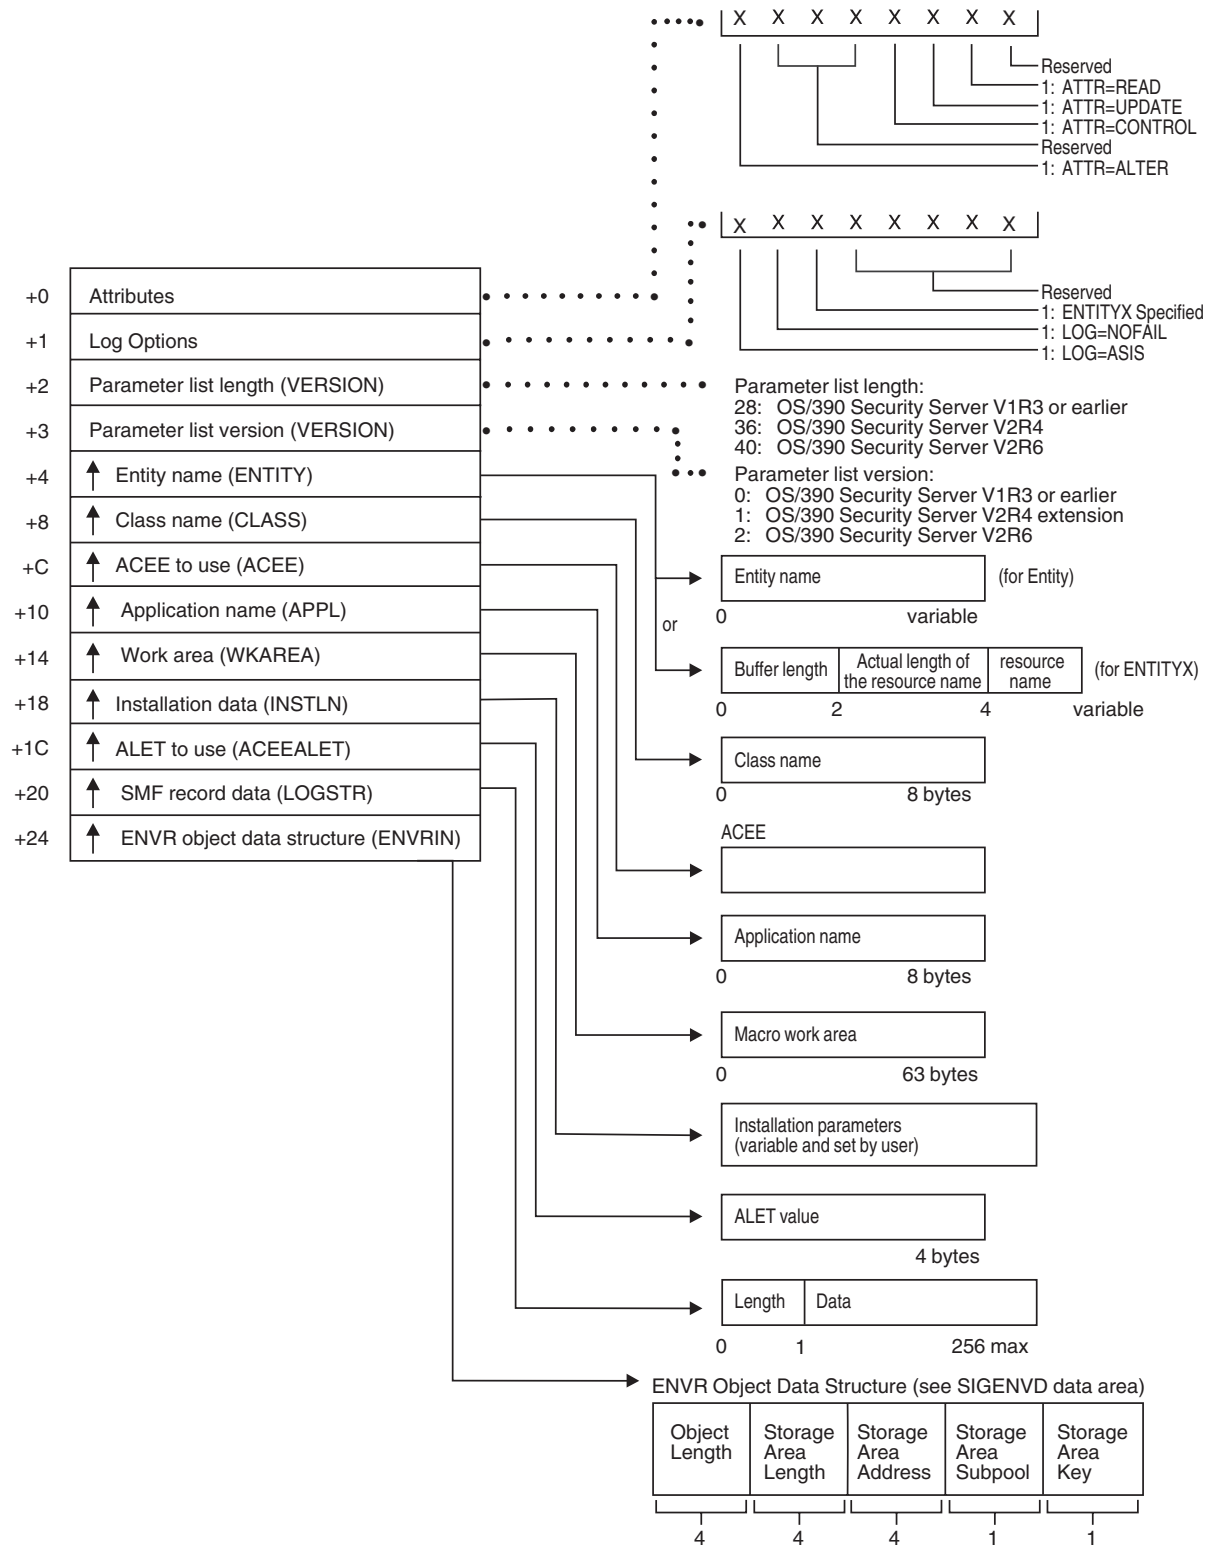 X X X X X X X X
Reserved
1: ATTR=READ
1: ATTR=UPDATE
1: ATTR=CONTROL
Reserved
1: ATTR=ALTER
X X X X X X X X
Reserved
1: ENTITYX Specified
1: LOG=NOFAIL
1: LOG=ASIS
+0 Attributes
+1 Log Options
+2 Parameter list length (VERSION)
+3 Parameter list version (VERSION)
+4 Entity name (ENTITY)
+8 Class name (CLASS)
+C ACEE to use (ACEE)
+10 Application name (APPL)
+14 Work area (WKAREA)
+18 Installation data (INSTLN)
+1C ALET to use (ACEEALET)
+20 SMF record data (LOGSTR)
+24 ENVR object data structure (ENVRIN)
Parameter list length:
28: OS/390 Security Server V1R3 or earlier
36: OS/390 Security Server V2R4
40: OS/390 Security Server V2R6
Parameter list version:
0: OS/390 Security Server V1R3 or earlier
1: OS/390 Security Server V2R4 extension
2: OS/390 Security Server V2R6
Entity name (for Entity)
0 variable
or
Buffer length Actual length of the resource name resource name (for ENTITYX)
0 2 4 variable
Class name
0 8 bytes
ACEE
Application name
0 8 bytes
Macro work area
0 63 bytes
Installation parameters
(variable and set by user)
ALET value
4 bytes
Length Data
0 1 256 max
ENVR Object Data Structure (see SIGENVD data area)
Object Storage Storage Storage Storage
Length Area Area Area Area
Length Address Subpool Key
4 4 4 1 1